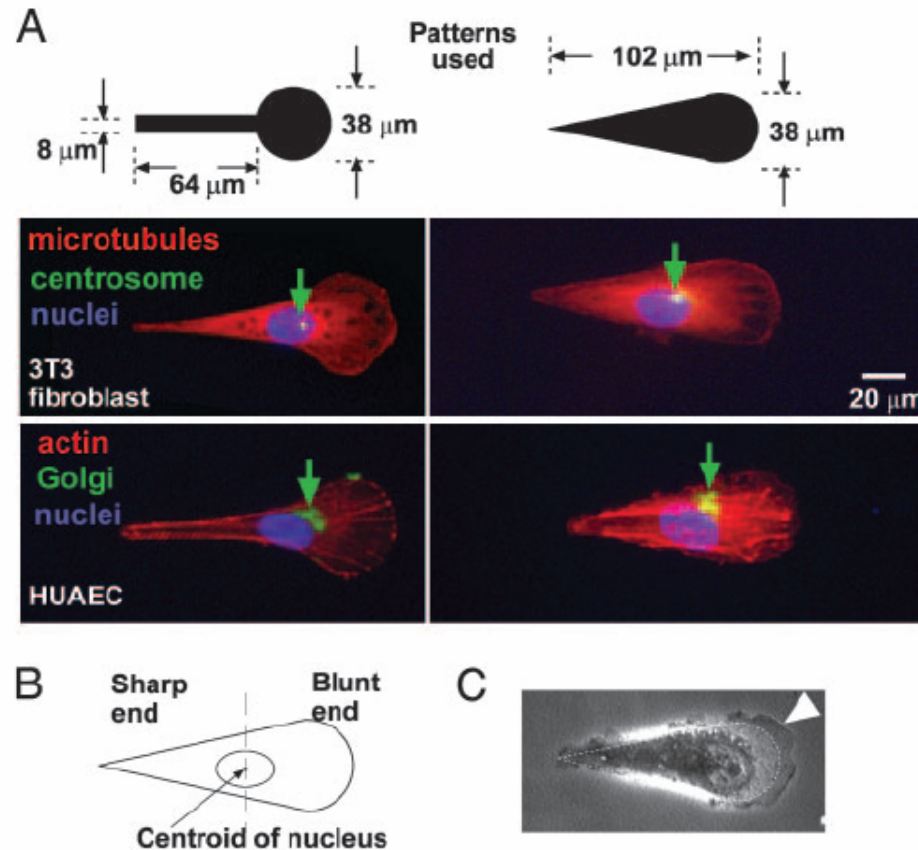 A
Patterns
used
8 μm
64 μm
38 μm
102 μm
38 μm
microtubules
centrosome
nuclei
3T3
fibroblast
20 μm
actin
Golgi
nuclei
HUAEC
B
Sharp
end
Blunt
end
Centroid of nucleus
C